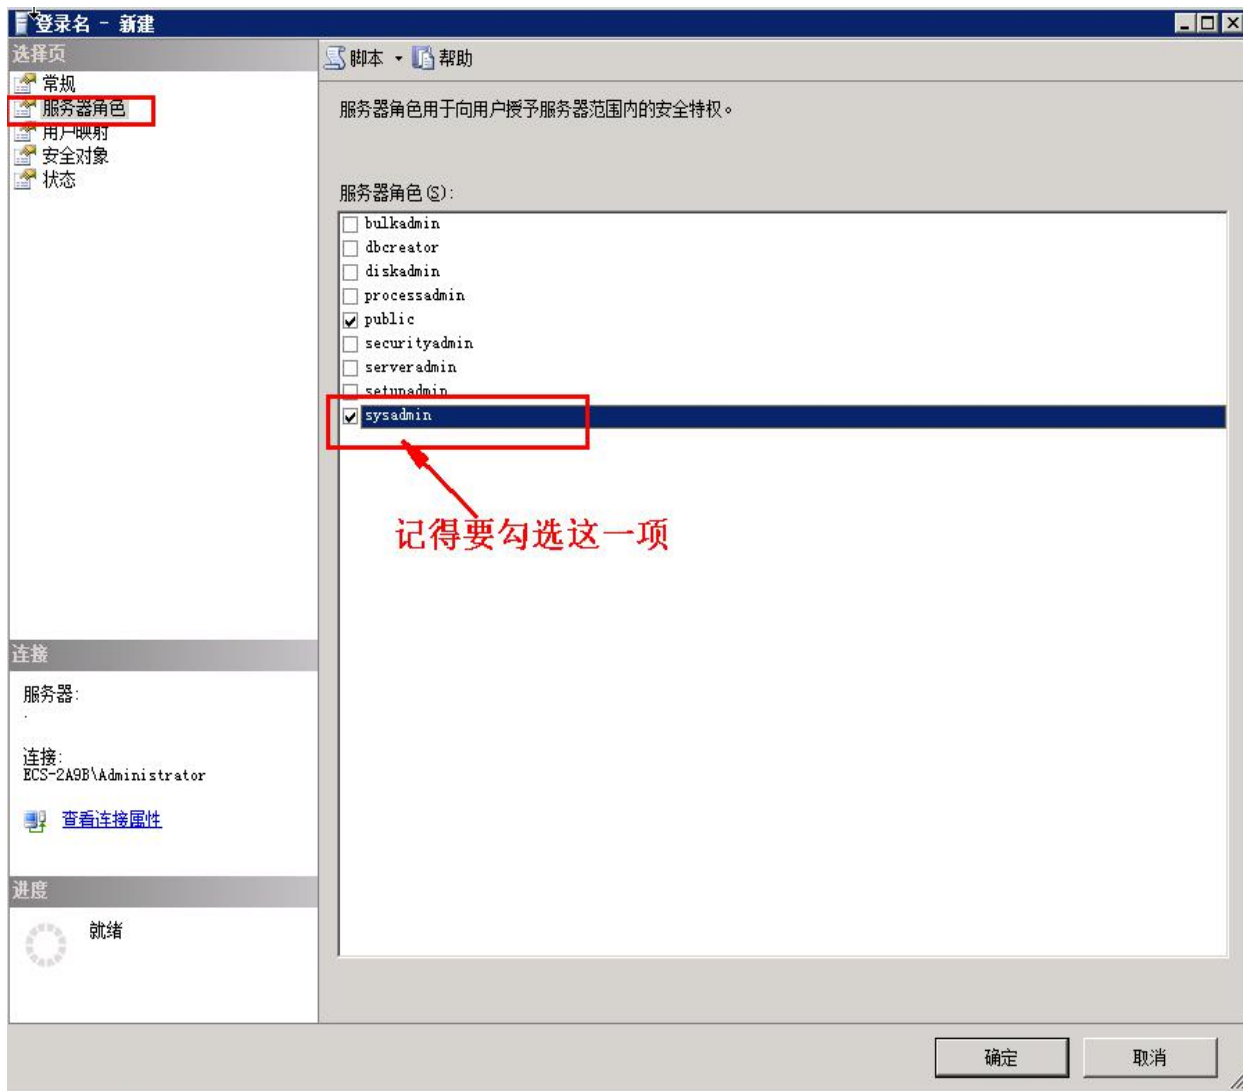 登录名 - 新建
选择页
常规
服务器角色
用户映射
安全对象
状态
脚本
帮助
服务器角色用于向用户授予服务器范围内的安全特权。
服务器角色(S):
bulkadmin
dbcreator
diskadmin
processadmin
public
securityadmin
serveradmin
setupadmin
sysadmin
记得要勾选这一项
连接
服务器:
.
连接:
ECS-2A9B\Administrator
查看连接属性
进度
就绪
确定
取消